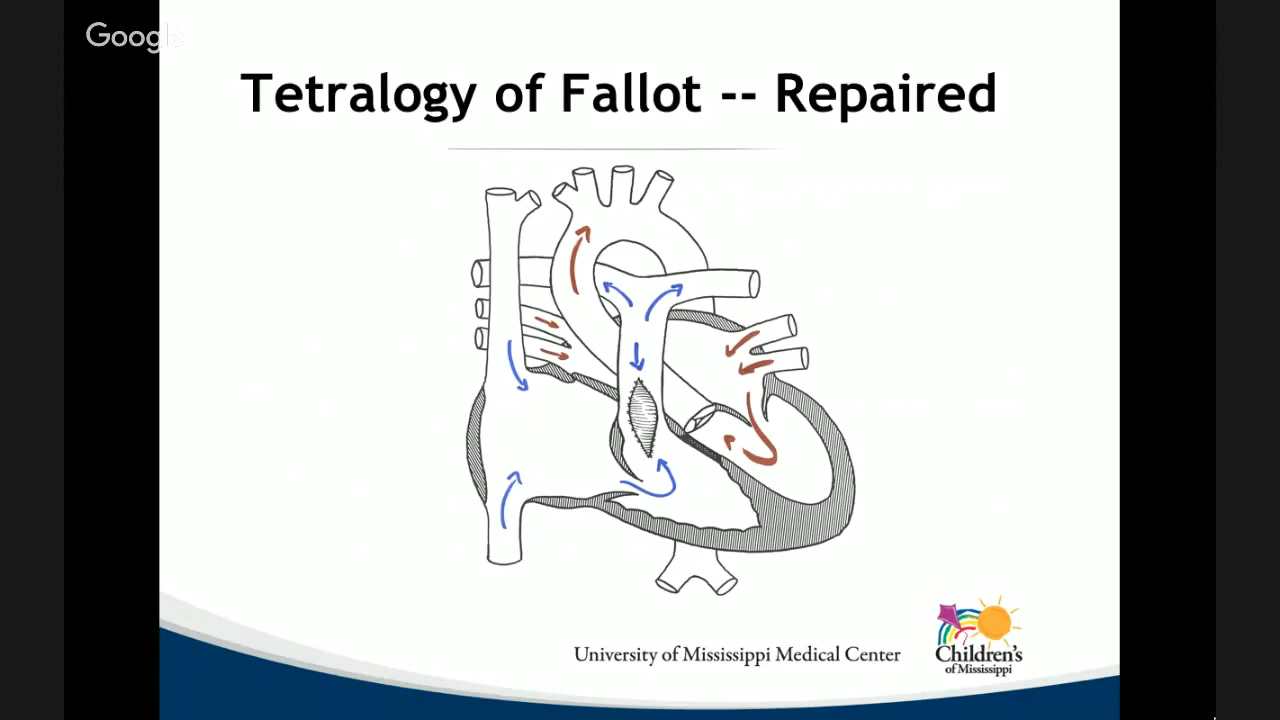 Google
Tetralogy of Fallot -- Repaired
University of Mississippi Medical Center
Children's
of Mississippi